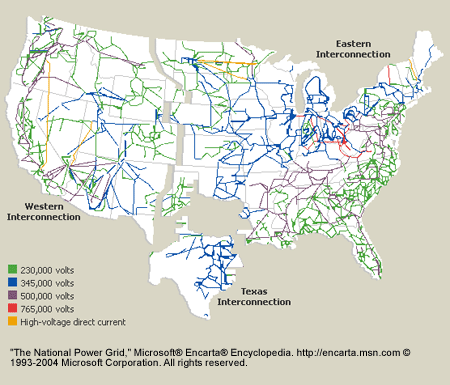 Eastern
Interconnection
Western
Interconnection
Texas
Interconnection
230,000 volts
345,000 volts
500,000 volts
765,000 volts
High-voltage direct current
"The National Power Grid," Microsoft® Encarta® Encyclopedia. http://encarta.msn.com ©
1993-2004 Microsoft Corporation. All rights reserved.